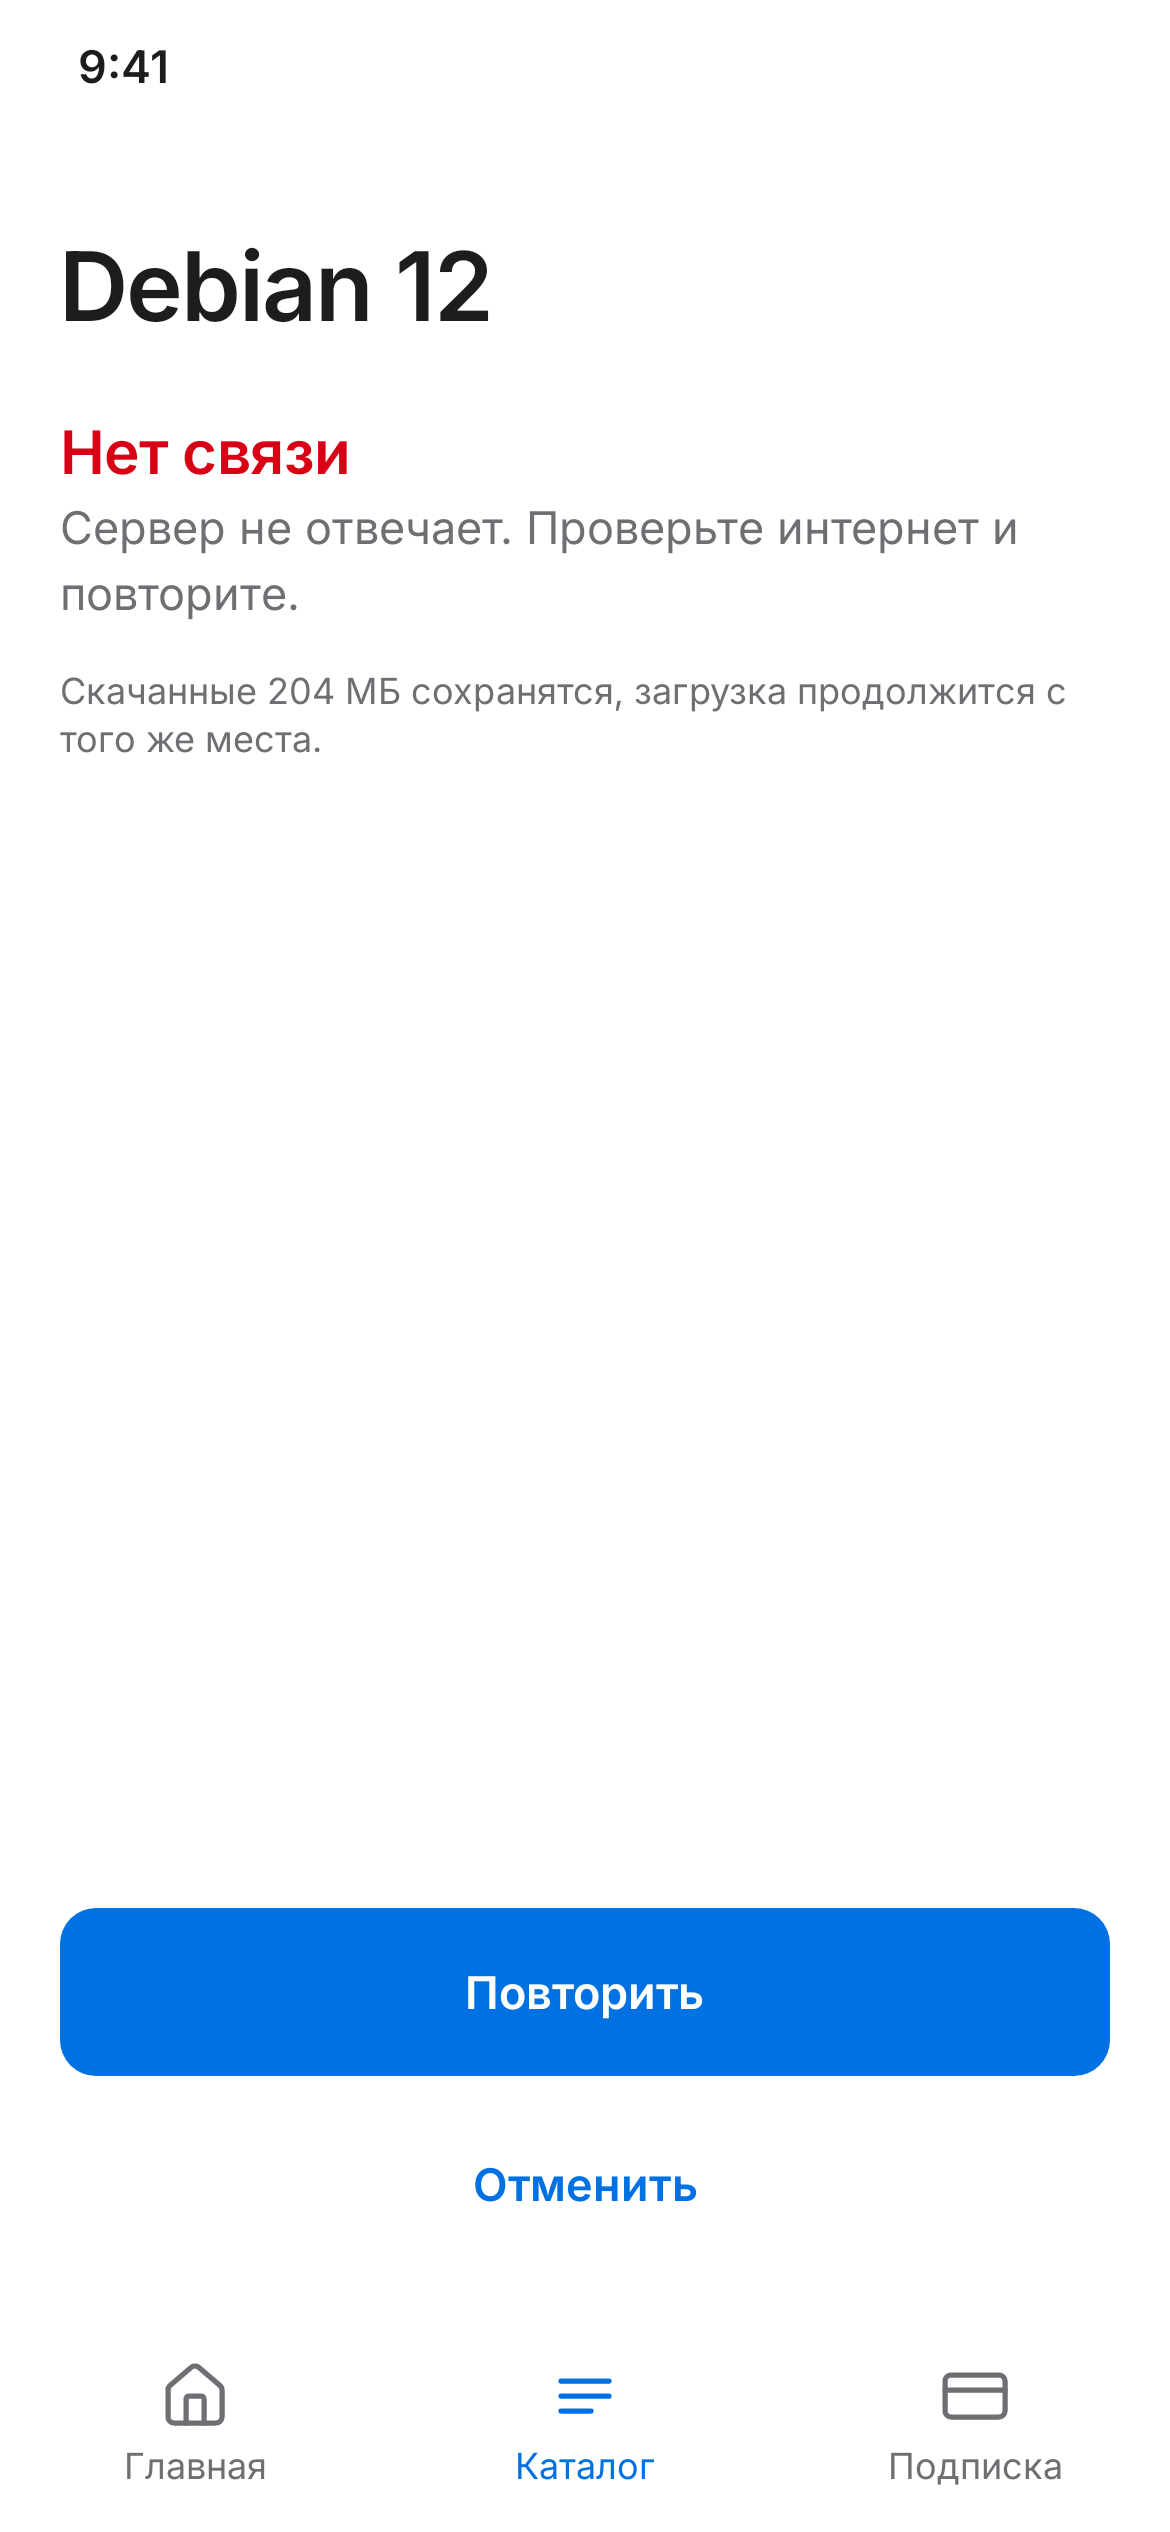 9:41
Debian 12
Нет связи
Сервер не отвечает. Проверьте интернет и
повторите.
Скачанные 204 МБ сохранятся, загрузка продолжится с
того же места.
Повторить
Отменить
Главная
Каталог
Подписка